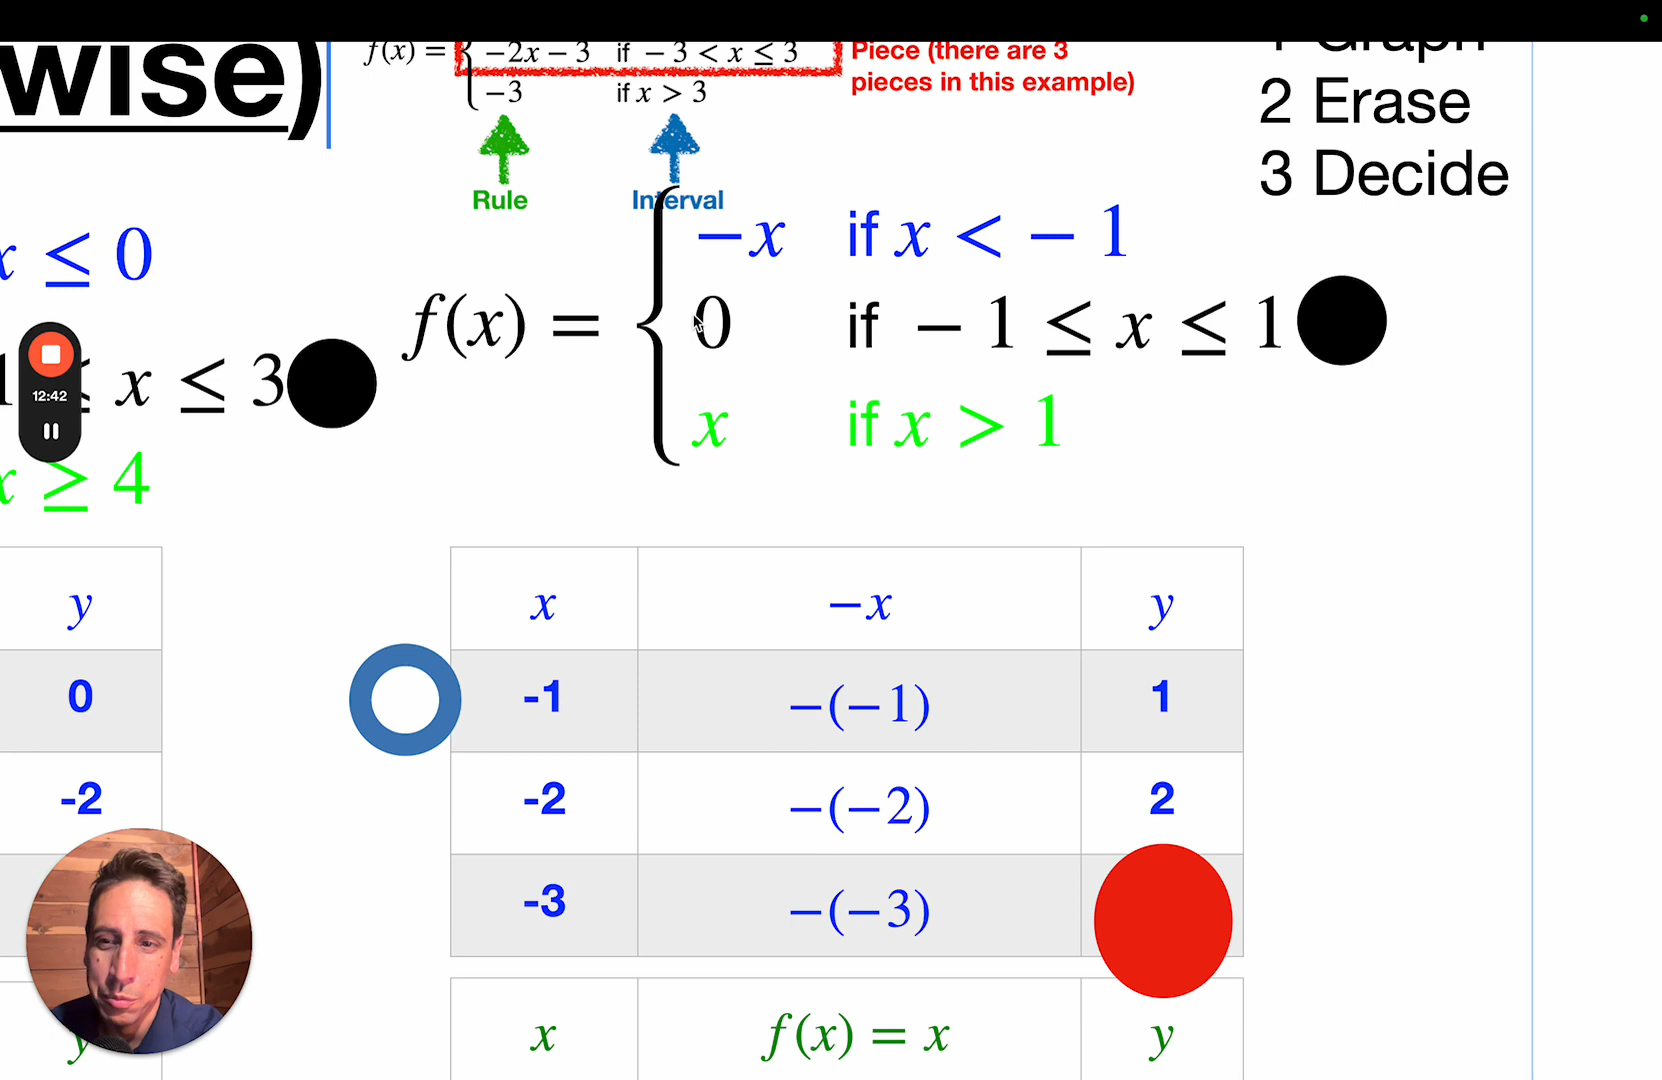 wise)
f(x) = { −2x − 3 if − 3 < x ≤ 3
−3 if x > 3
Piece (there are 3
pieces in this example)
Rule
Interval
1 Graph
2 Erase
3 Decide
x ≤ 0
≤ x ≤ 3
x ≥ 4
12:42
f(x) = { −x if x < − 1
0 if − 1 ≤ x ≤ 1
x if x > 1
y
0
-2
y
x −x y
-1 −(−1) 1
-2 −(−2) 2
-3 −(−3)
x f(x) = x y